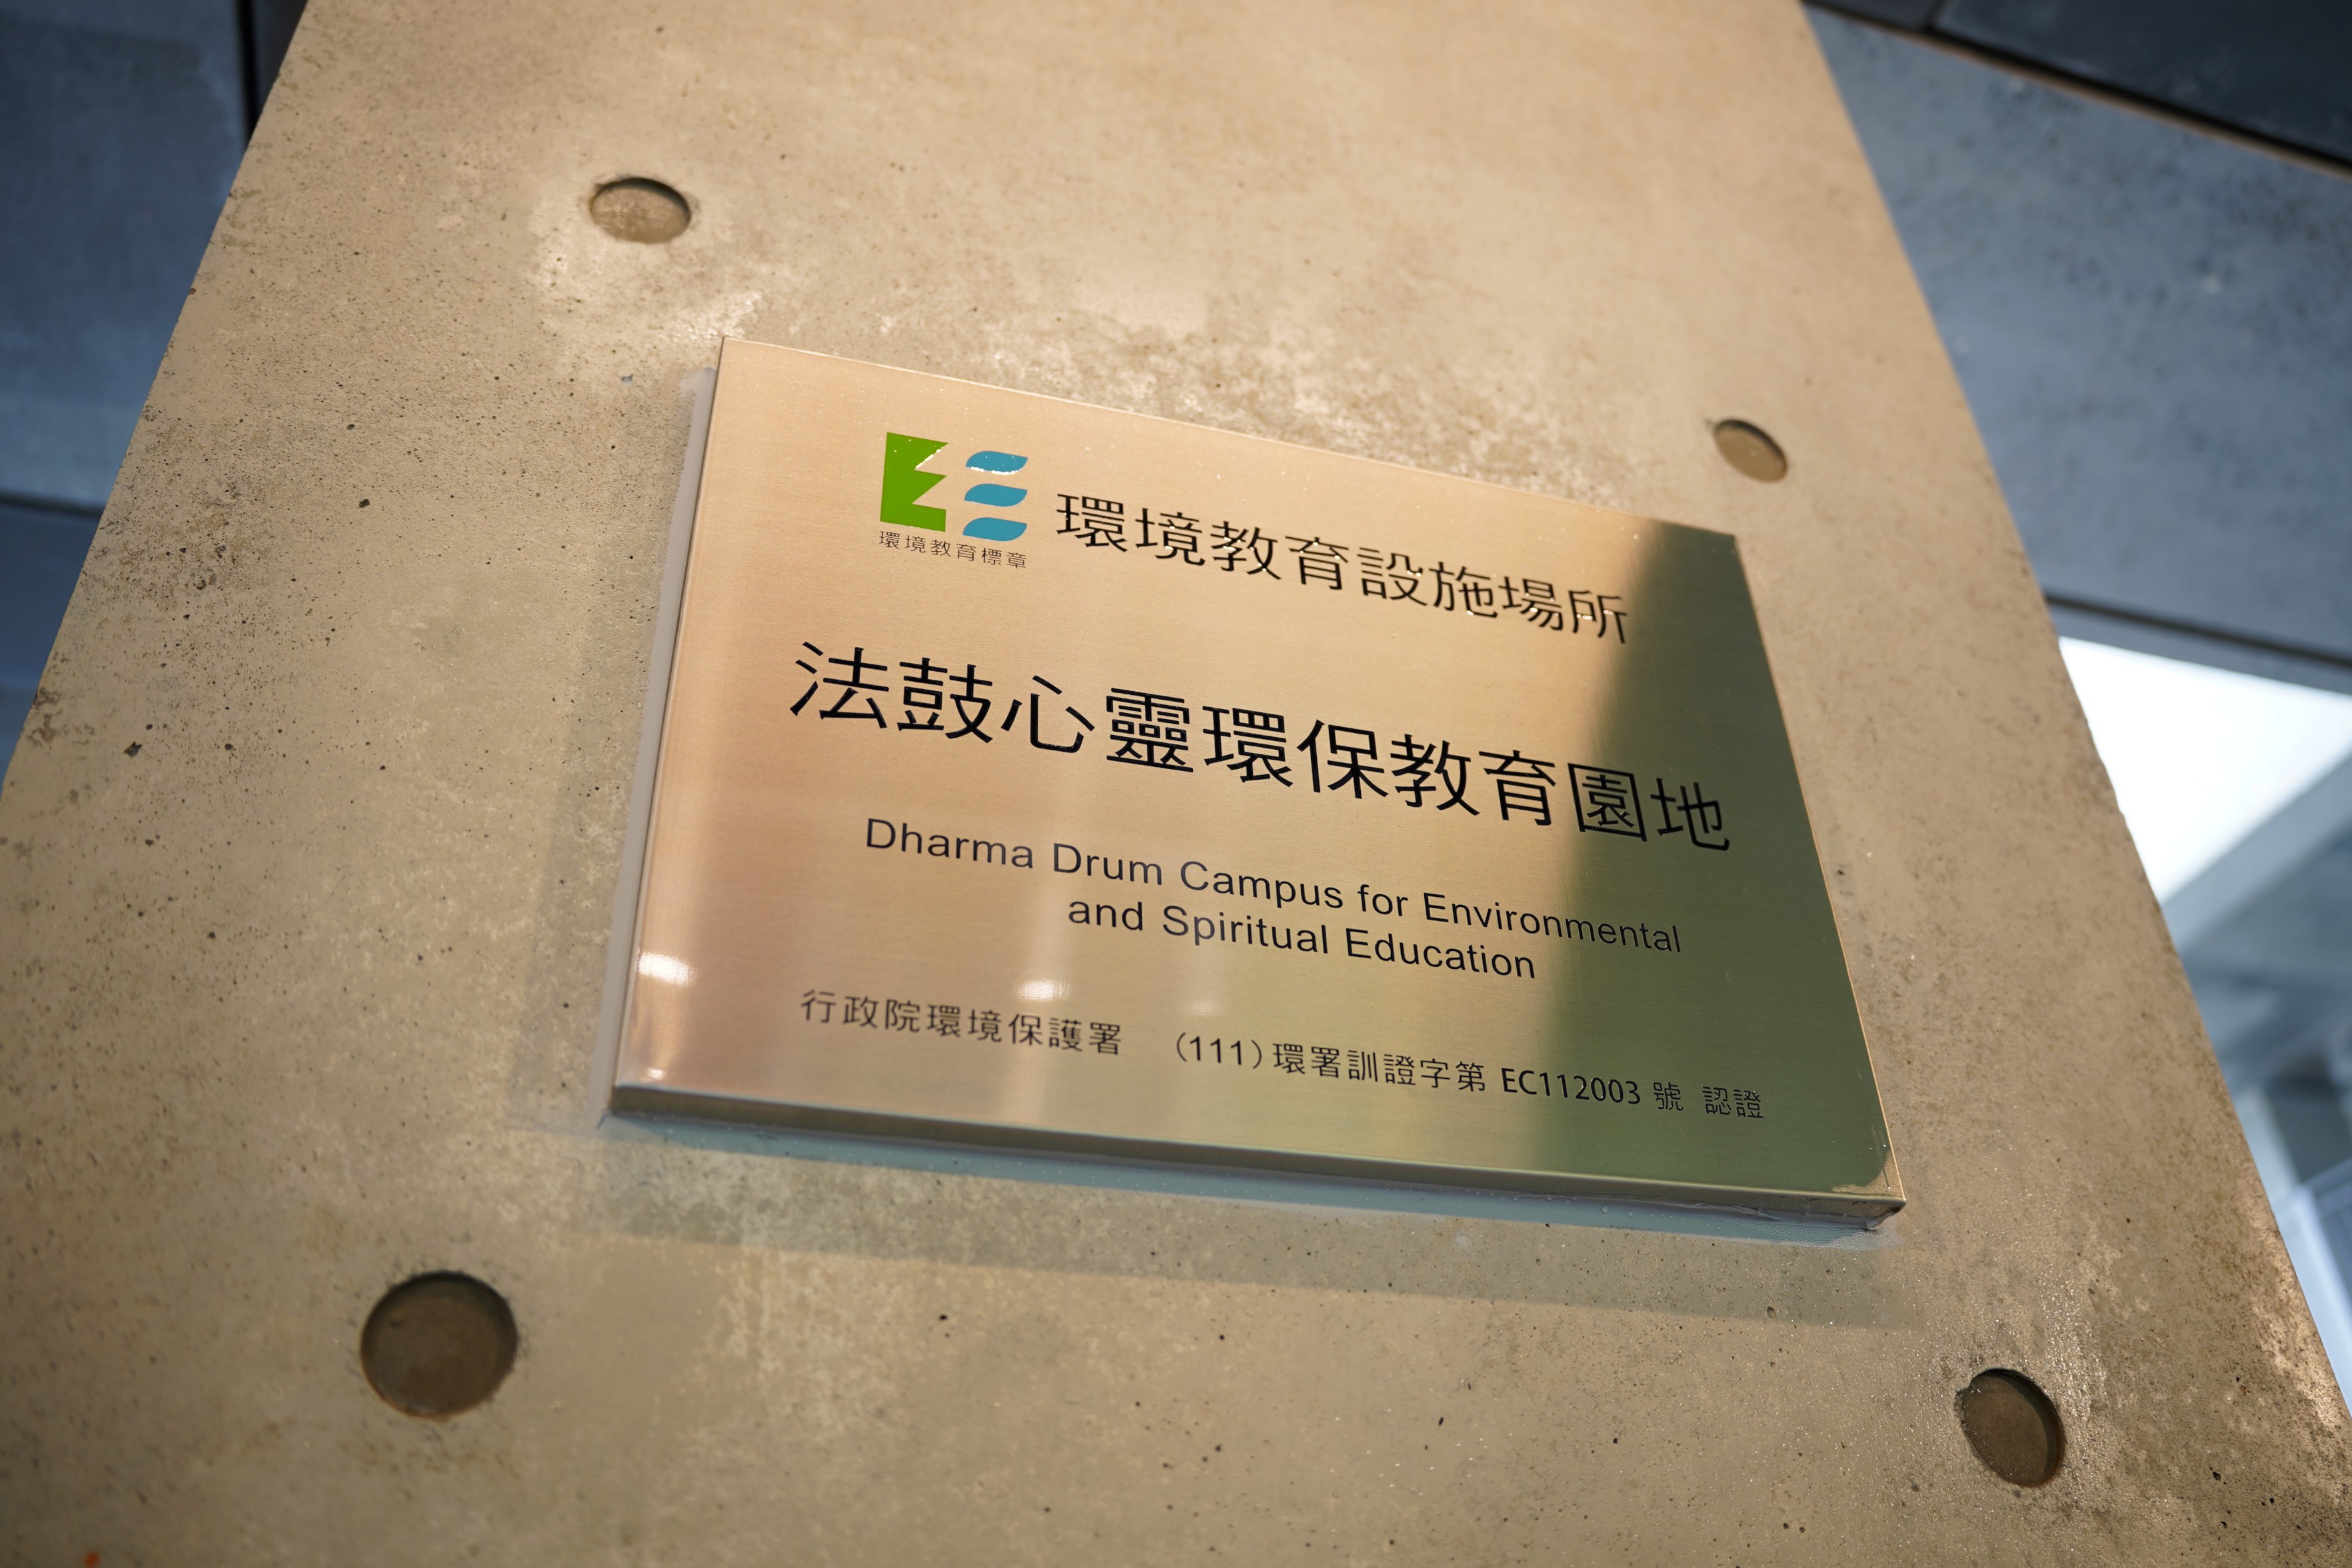 環境教育標章
環境教育設施場所
法鼓心靈環保教育園地
Dharma Drum Campus for Environmental
and Spiritual Education
行政院環境保護署 (111)環署訓證字第 EC112003 號 認證